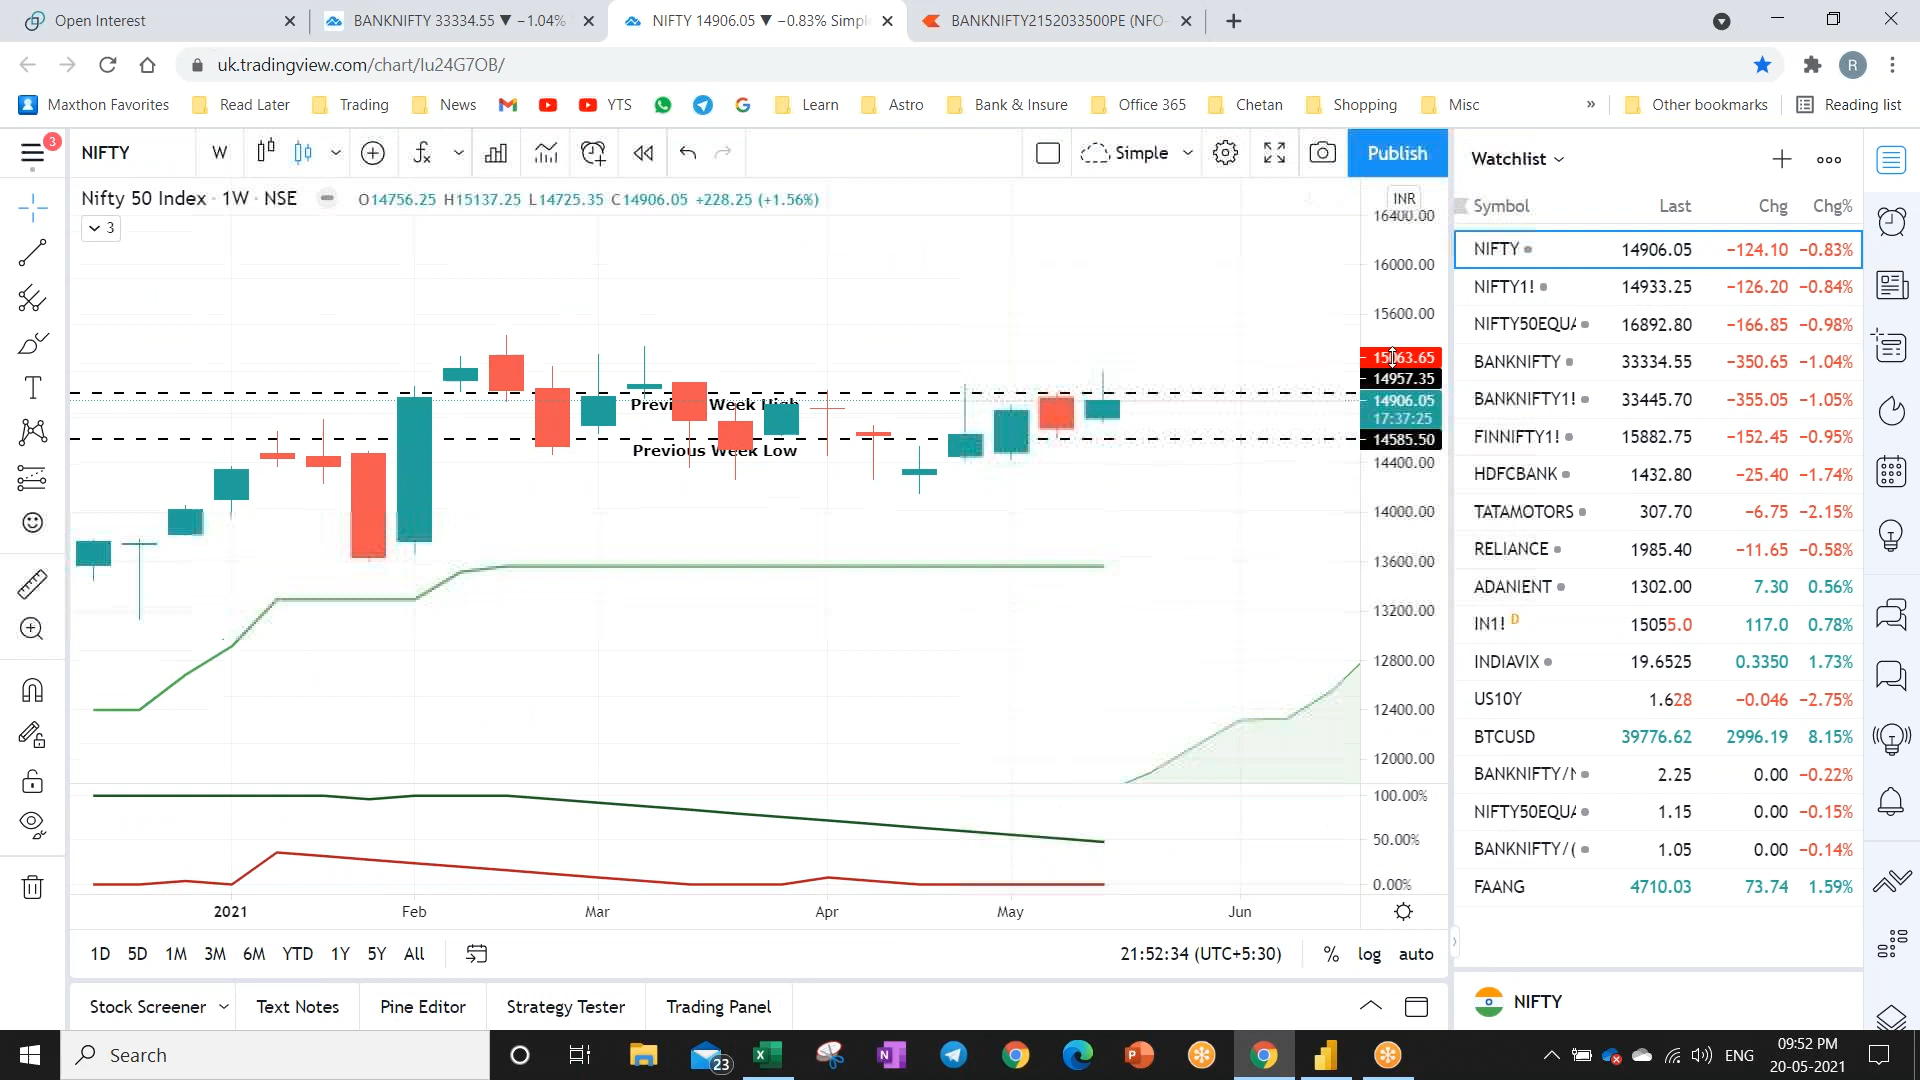 Open Interest
BANKNIFTY 33334.55 ▼ −1.04%
NIFTY 14906.05 ▼ −0.83% Simpl
BANKNIFTY2152033500PE (NFO-
uk.tradingview.com/chart/Iu24G7OB/
R
Maxthon Favorites
Read Later
Trading
News
YTS
Learn
Astro
Bank & Insure
Office 365
Chetan
Shopping
Misc
»
Other bookmarks
Reading list
3
NIFTY
W
Simple
Publish
Nifty 50 Index · 1W · NSE
O14756.25 H15137.25 L14725.35 C14906.05 +228.25 (+1.56%)
3
INR
16400.00
16000.00
15600.00
14957.35
14906.05
17:37:25
14585.50
14400.00
14000.00
13600.00
13200.00
12800.00
12400.00
12000.00
100.00%
50.00%
0.00%
Week High
Previous Week Low
2021
Feb
Mar
Apr
May
Jun
1D 5D 1M 3M 6M YTD 1Y 5Y All
21:52:34 (UTC+5:30)
% log auto
Stock Screener
Text Notes
Pine Editor
Strategy Tester
Trading Panel
Watchlist
Symbol Last Chg Chg%
NIFTY 14906.05 −124.10 −0.83%
NIFTY1! 14933.25 −126.20 −0.84%
NIFTY50EQUA 16892.80 −166.85 −0.98%
BANKNIFTY 33334.55 −350.65 −1.04%
BANKNIFTY1! 33445.70 −355.05 −1.05%
FINNIFTY1! 15882.75 −152.45 −0.95%
HDFCBANK 1432.80 −25.40 −1.74%
TATAMOTORS 307.70 −6.75 −2.15%
RELIANCE 1985.40 −11.65 −0.58%
ADANIENT 1302.00 7.30 0.56%
IN1! D 15055.0 117.0 0.78%
INDIAVIX 19.6525 0.3350 1.73%
US10Y 1.628 −0.046 −2.75%
BTCUSD 39776.62 2996.19 8.15%
BANKNIFTY/ 2.25 0.00 −0.22%
NIFTY50EQUA 1.15 0.00 −0.15%
BANKNIFTY/( 1.05 0.00 −0.14%
FAANG 4710.03 73.74 1.59%
NIFTY
Search
23
ENG
09:52 PM
20-05-2021